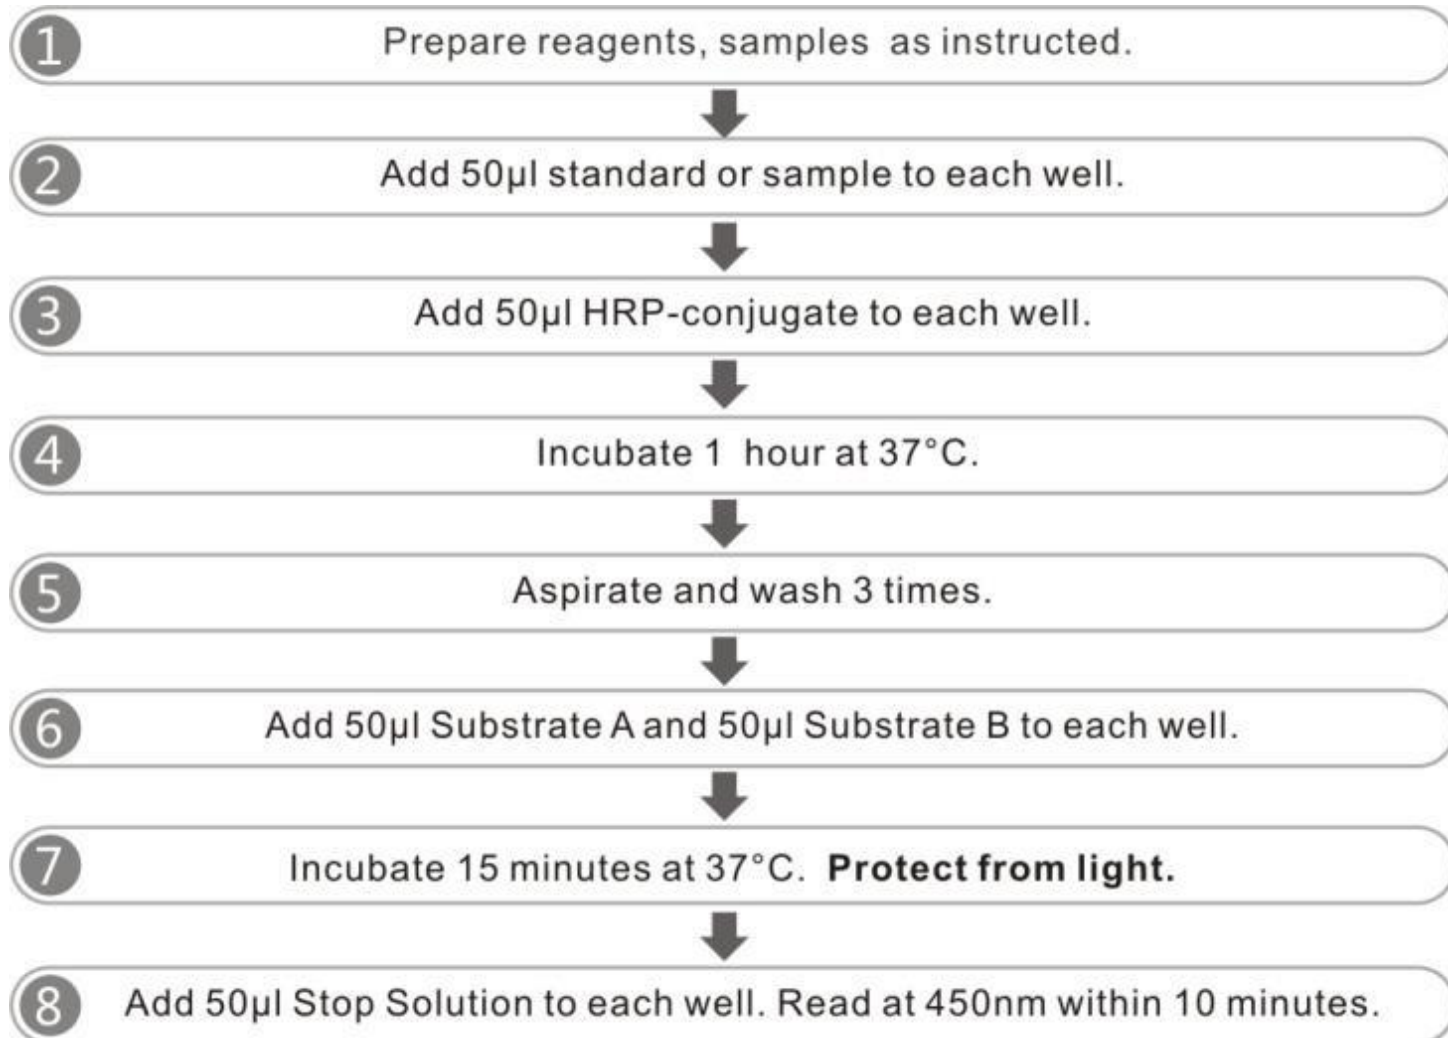 1 Prepare reagents, samples as instructed.
2 Add 50µl standard or sample to each well.
3 Add 50µl HRP-conjugate to each well.
4 Incubate 1 hour at 37°C.
5 Aspirate and wash 3 times.
6 Add 50µl Substrate A and 50µl Substrate B to each well.
7 Incubate 15 minutes at 37°C. Protect from light.
8 Add 50µl Stop Solution to each well. Read at 450nm within 10 minutes.